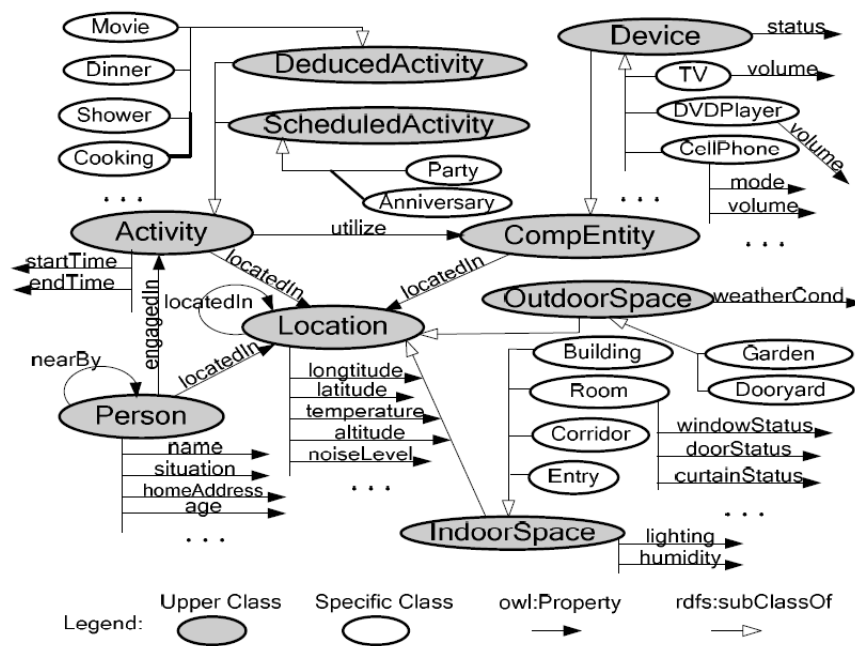 Movie
Dinner
Shower
Cooking
. . .
DeducedActivity
ScheduledActivity
Party
Anniversary
Device
status
TV
volume
DVDPlayer
volume
CellPhone
mode
volume
. . .
. . .
Activity
utilize
CompEntity
startTime
endTime
locatedIn
locatedIn
locatedIn
engagedIn
locatedIn
nearBy
Location
OutdoorSpace
weatherCond
Garden
Dooryard
longtitude
latitude
temperature
altitude
noiseLevel
. . .
Building
Room
Corridor
Entry
windowStatus
doorStatus
curtainStatus
. . .
Person
name
situation
homeAddress
age
. . .
IndoorSpace
lighting
humidity
Legend:
Upper Class
Specific Class
owl:Property
rdfs:subClassOf